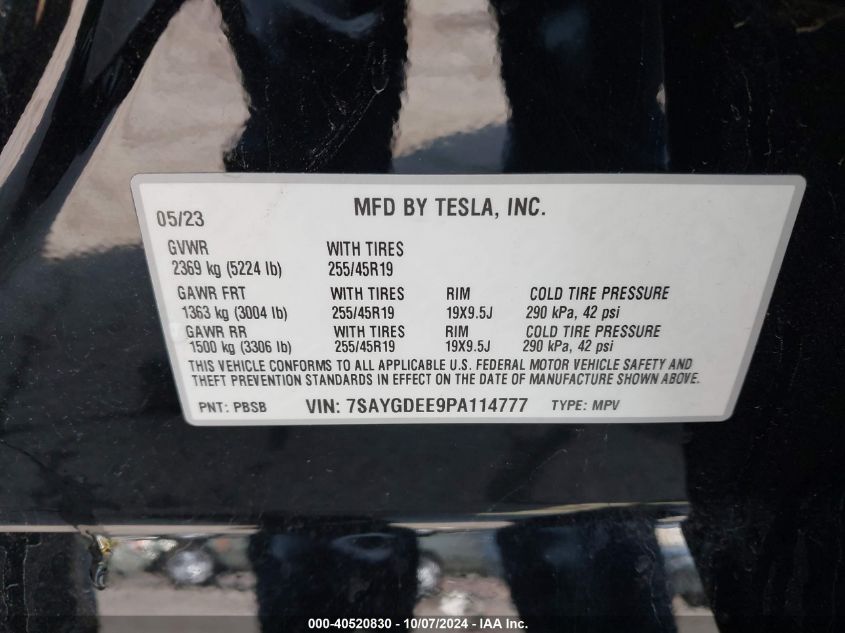 05/23 MFD BY TESLA, INC.
GVWR WITH TIRES
2369 kg (5224 lb) 255/45R19
GAWR FRT WITH TIRES RIM COLD TIRE PRESSURE
1363 kg (3004 lb) 255/45R19 19X9.5J 290 kPa, 42 psi
GAWR RR WITH TIRES RIM COLD TIRE PRESSURE
1500 kg (3306 lb) 255/45R19 19X9.5J 290 kPa, 42 psi
THIS VEHICLE CONFORMS TO ALL APPLICABLE U.S. FEDERAL MOTOR VEHICLE SAFETY AND
THEFT PREVENTION STANDARDS IN EFFECT ON THE DATE OF MANUFACTURE SHOWN ABOVE.
PNT: PBSB VIN: 7SAYGDEE9PA114777 TYPE: MPV
000-40520830 - 10/07/2024 - IAA Inc.